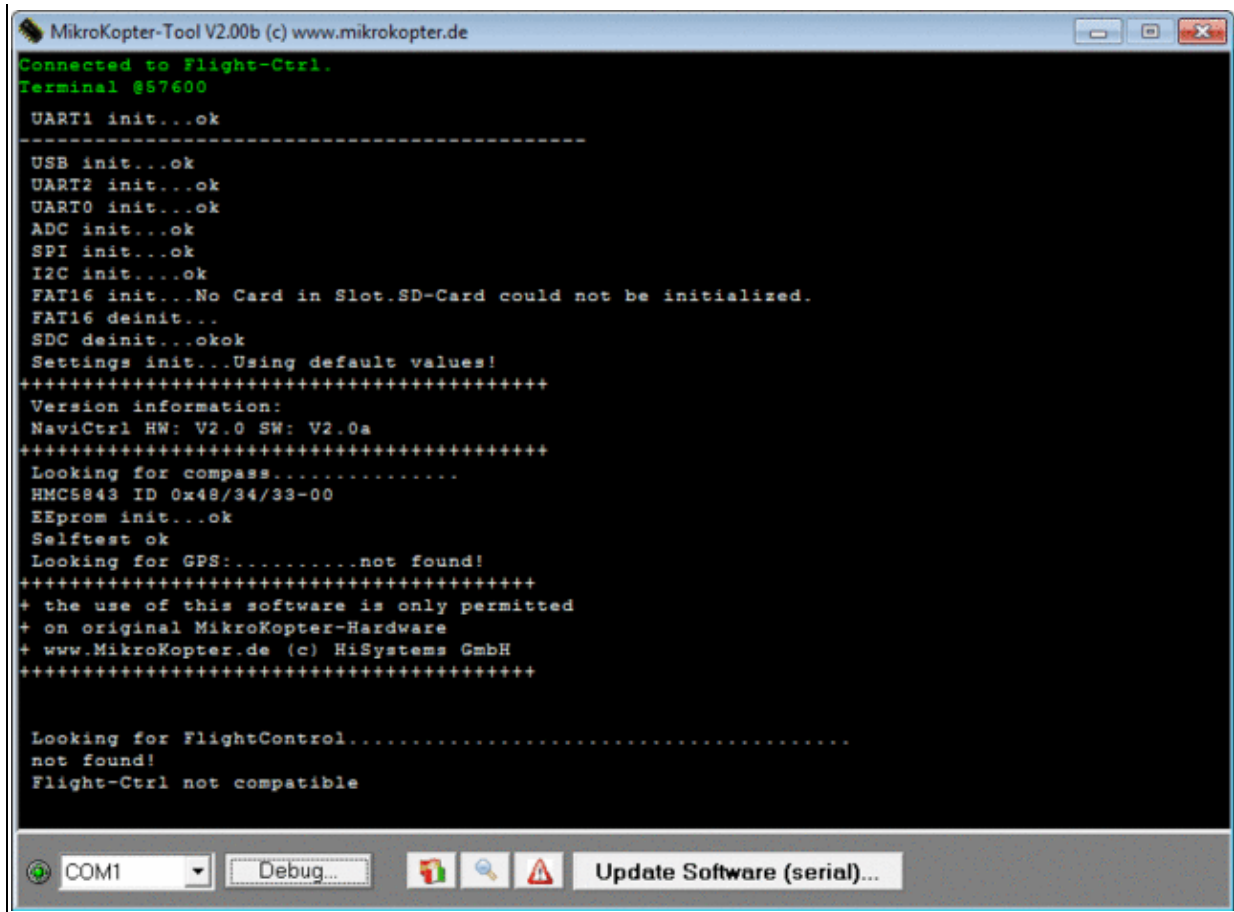 MikroKopter-Tool V2.00b (c) www.mikrokopter.de
Connected to Flight-Ctrl.
Terminal @57600
UART1 init...ok
---------------------------------------------
USB init...ok
UART2 init...ok
UART0 init...ok
ADC init...ok
SPI init...ok
I2C init....ok
FAT16 init...No Card in Slot.SD-Card could not be initialized.
FAT16 deinit...
SDC deinit...okok
Settings init...Using default values!
++++++++++++++++++++++++++++++++++++++++++
Version information:
NaviCtrl HW: V2.0 SW: V2.0a
++++++++++++++++++++++++++++++++++++++++++
Looking for compass...............
HMC5843 ID 0x48/34/33-00
EEprom init...ok
Selftest ok
Looking for GPS:..........not found!
+++++++++++++++++++++++++++++++++++++++++
+ the use of this software is only permitted
+ on original MikroKopter-Hardware
+ www.MikroKopter.de (c) HiSystems GmbH
+++++++++++++++++++++++++++++++++++++++++
Looking for FlightControl........................................
not found!
Flight-Ctrl not compatible
COM1 Debug... Update Software (serial)...